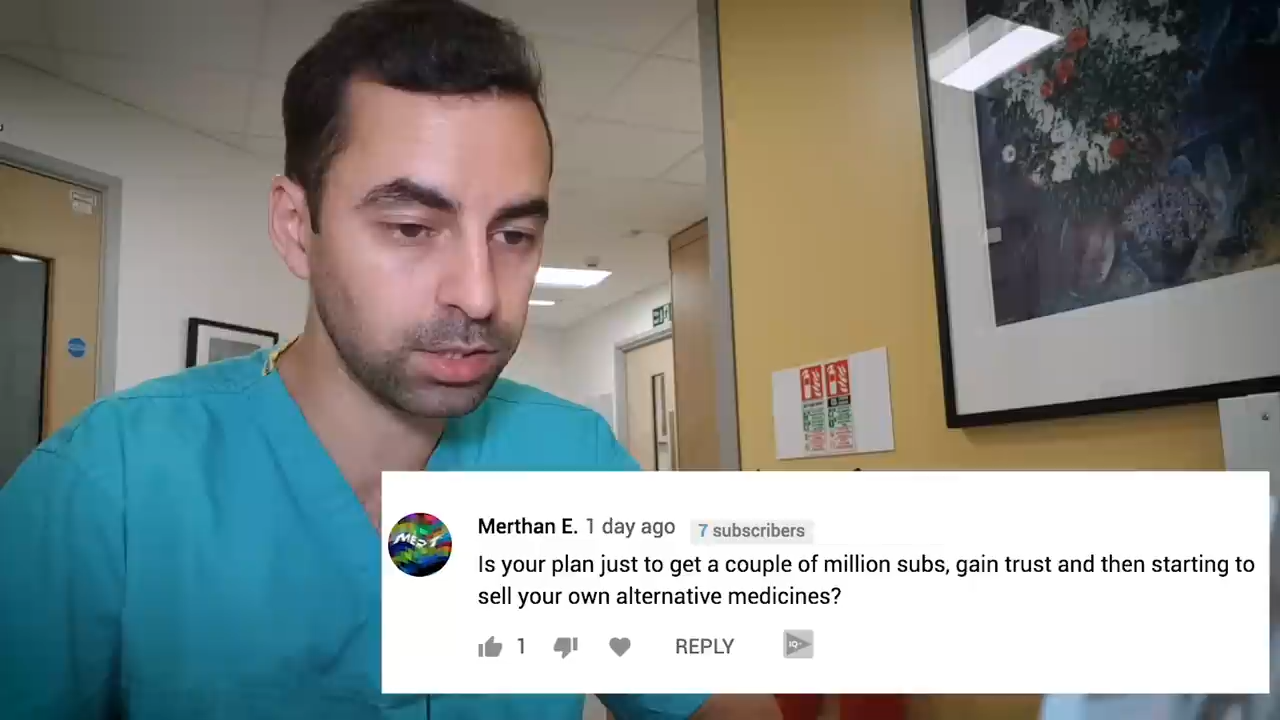 Merthan E. 1 day ago 7 subscribers
Is your plan just to get a couple of million subs, gain trust and then starting to
sell your own alternative medicines?
1 REPLY